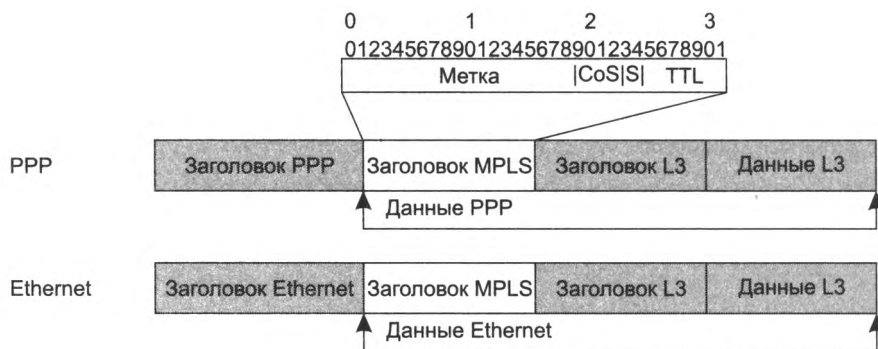 0 1 2 3
01234567890123456789012345678901
Метка |CoS|S| TTL
PPP Заголовок PPP Заголовок MPLS Заголовок L3 Данные L3
Данные PPP
Ethernet Заголовок Ethernet Заголовок MPLS Заголовок L3 Данные L3
Данные Ethernet